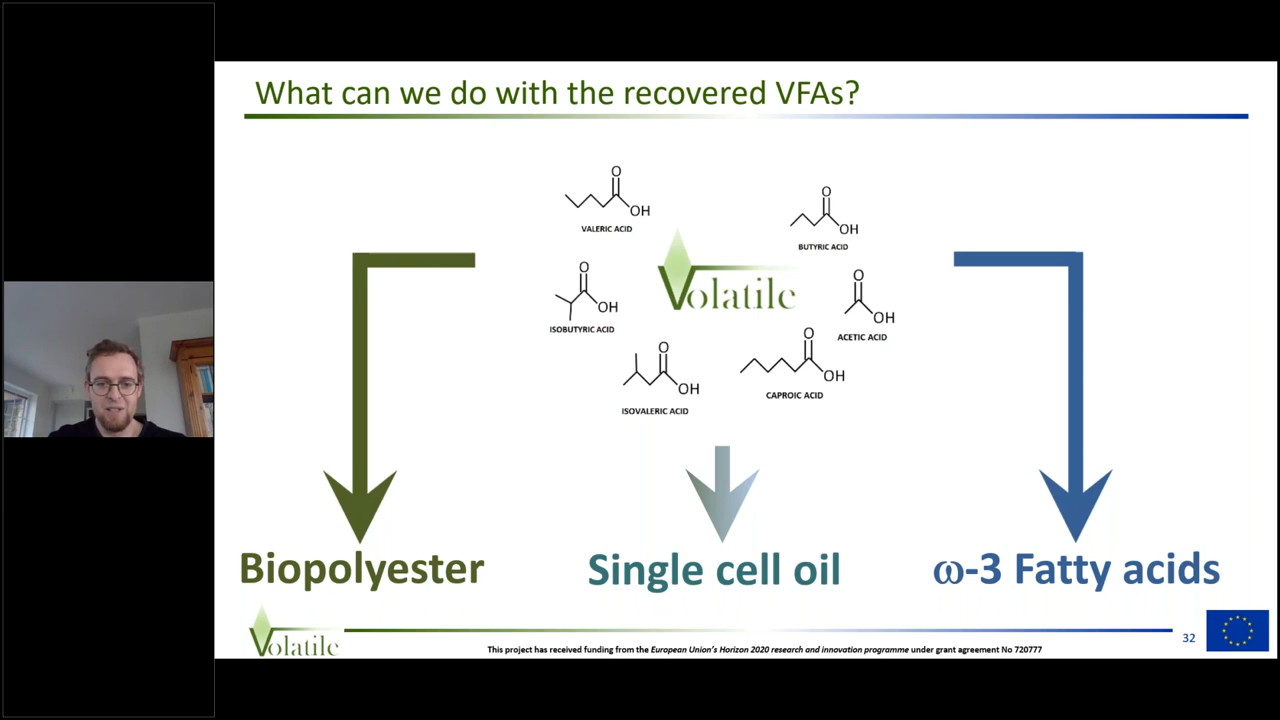 What can we do with the recovered VFAs?
O
OH
VALERIC ACID
O
OH
BUTYRIC ACID
O
OH
ISOBUTYRIC ACID
Volatile
O
OH
ACETIC ACID
O
OH
ISOVALERIC ACID
O
OH
CAPROIC ACID
Biopolyester
Single cell oil
ω-3 Fatty acids
Volatile
This project has received funding from the European Union's Horizon 2020 research and innovation programme under grant agreement No 720777
32